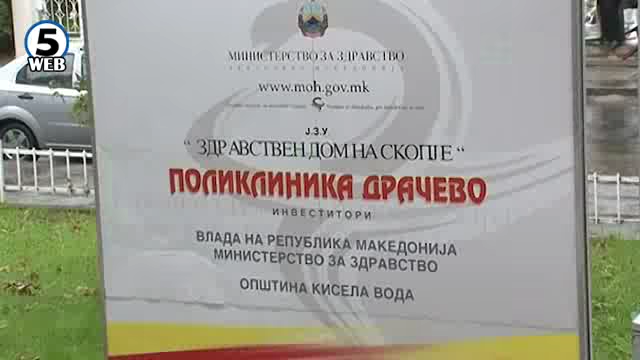 5
WEB
МИНИСТЕРСТВО ЗА ЗДРАВСТВО
www.moh.gov.mk
Ј.З.У
“ ЗДРАВСТВЕН ДОМ НА СКОПЈЕ “
ПОЛИКЛИНИКА ДРАЧЕВО
ИНВЕСТИТОРИ
ВЛАДА НА РЕПУБЛИКА МАКЕДОНИЈА
МИНИСТЕРСТВО ЗА ЗДРАВСТВО
ОПШТИНА КИСЕЛА ВОДА